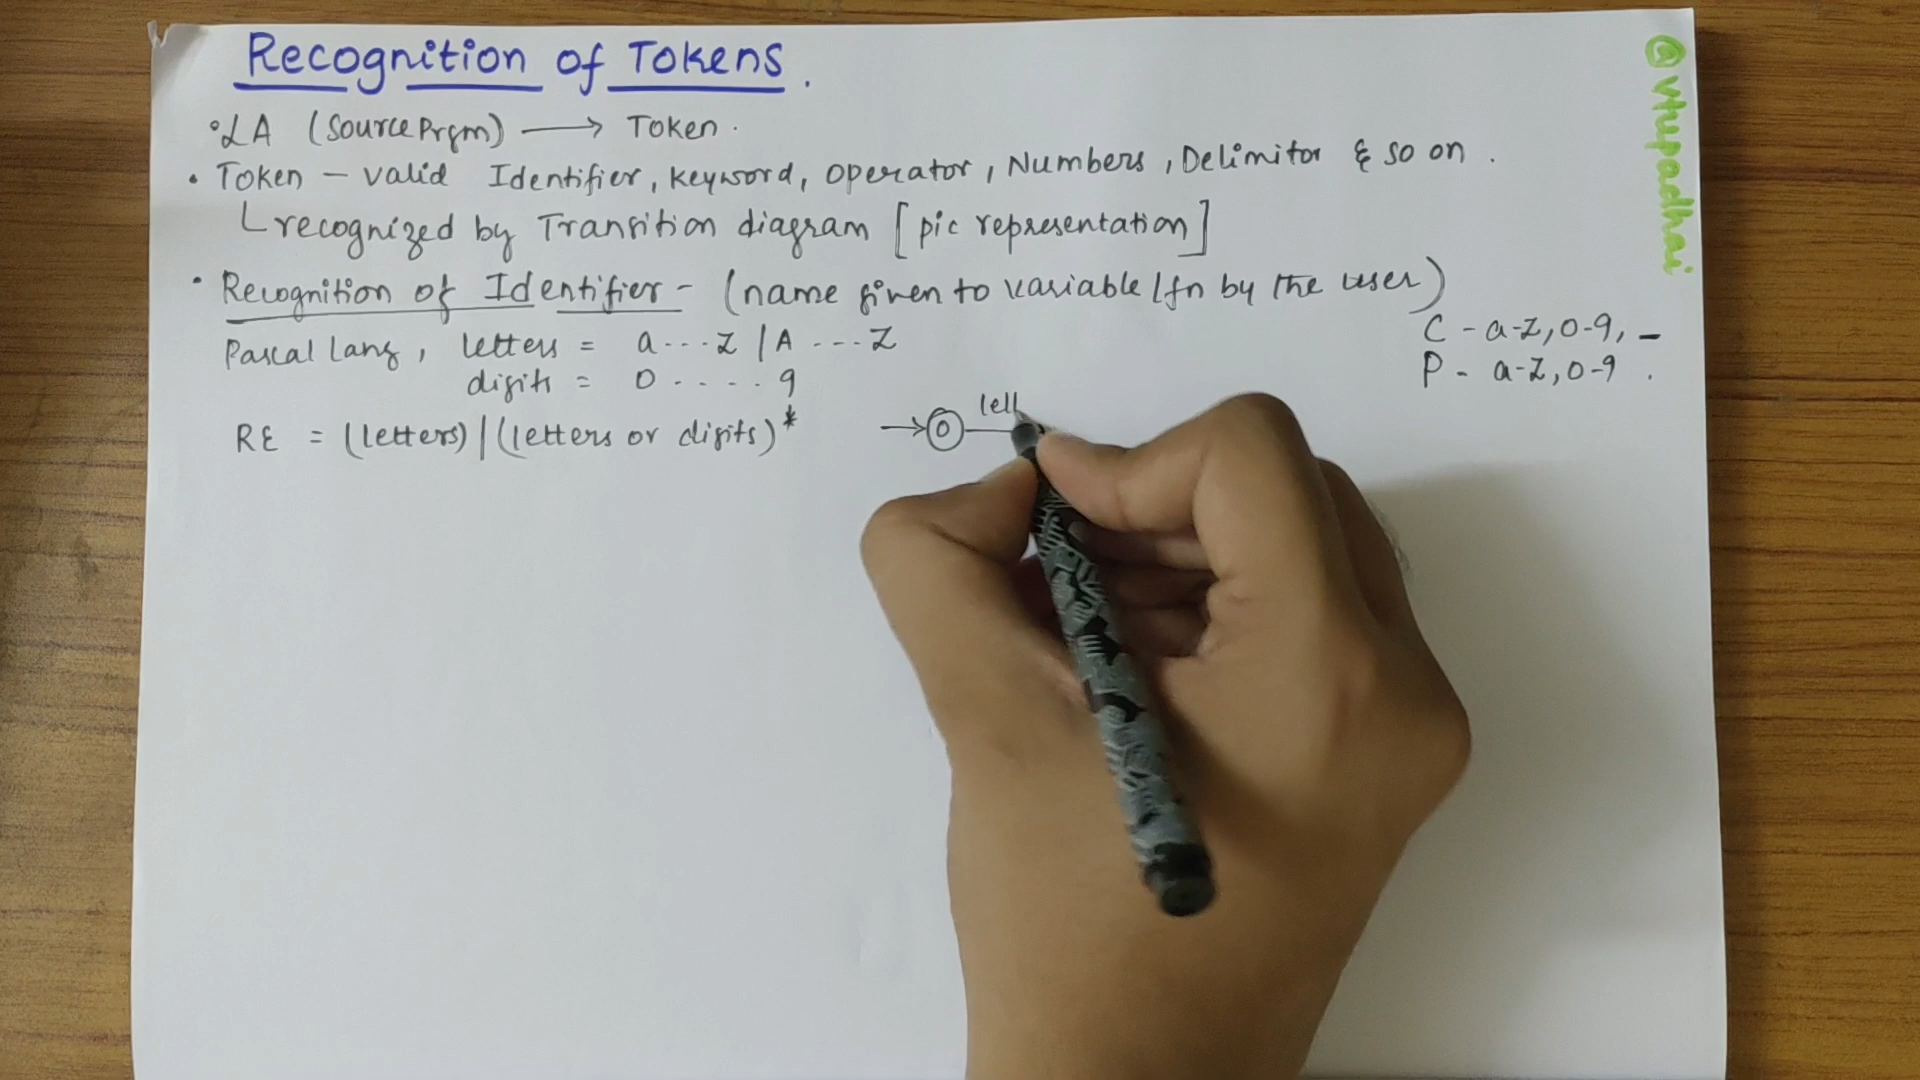 Recognition of Tokens.
• LA (Source Prgm) ⟶ Token.
• Token – valid Identifier, keyword, operator, Numbers, Delimitor & so on.
└ recognized by Transition diagram [pic representation]
• Recognition of Identifier - (name given to variable/fn by the user)
Pascal Lang, letters = a---z | A ---Z
digits = 0 ----- 9
C - a-z, 0-9, _
P - a-z, 0-9 .
RE = (letters) | (letters or digits)*
→ 0 lett
@Vtupadhai